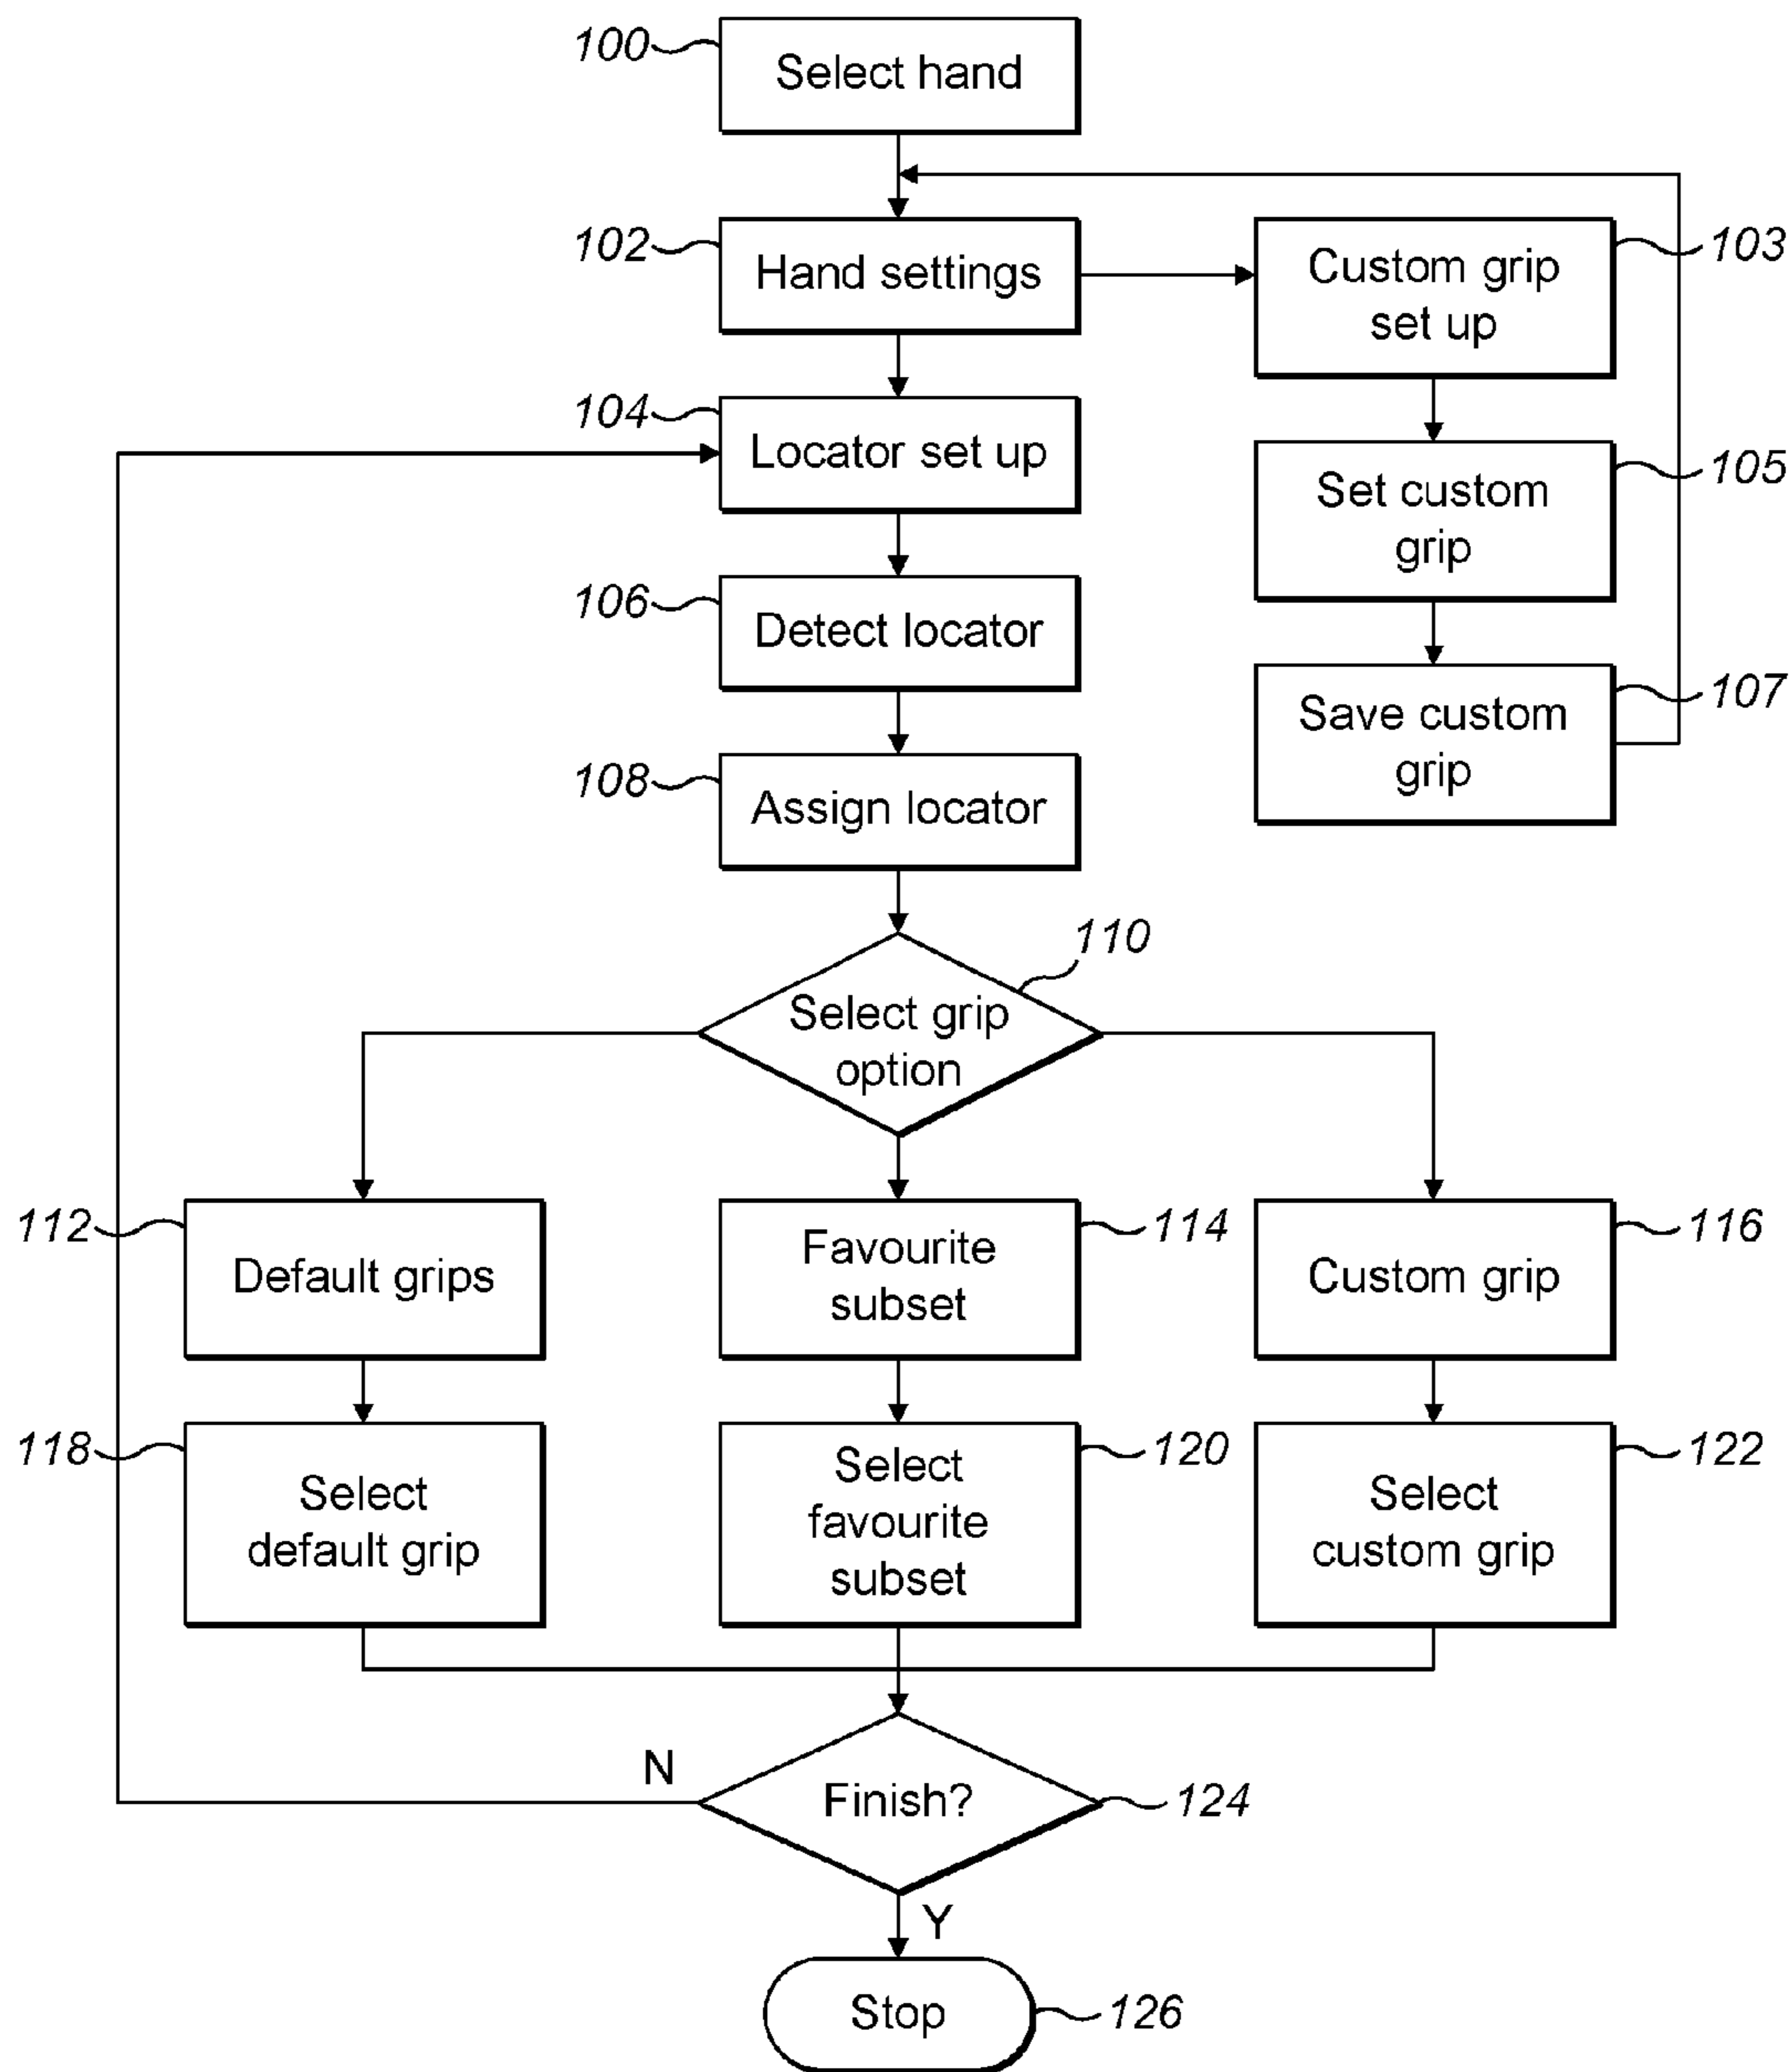 100
Select hand
102
Hand settings
103
Custom grip
set up
104
Locator set up
105
Set custom
grip
106
Detect locator
107
Save custom
grip
108
Assign locator
110
Select grip
option
112
Default grips
114
Favourite
subset
116
Custom grip
118
Select
default grip
120
Select
favourite
subset
122
Select
custom grip
N
Finish?
124
Y
Stop
126